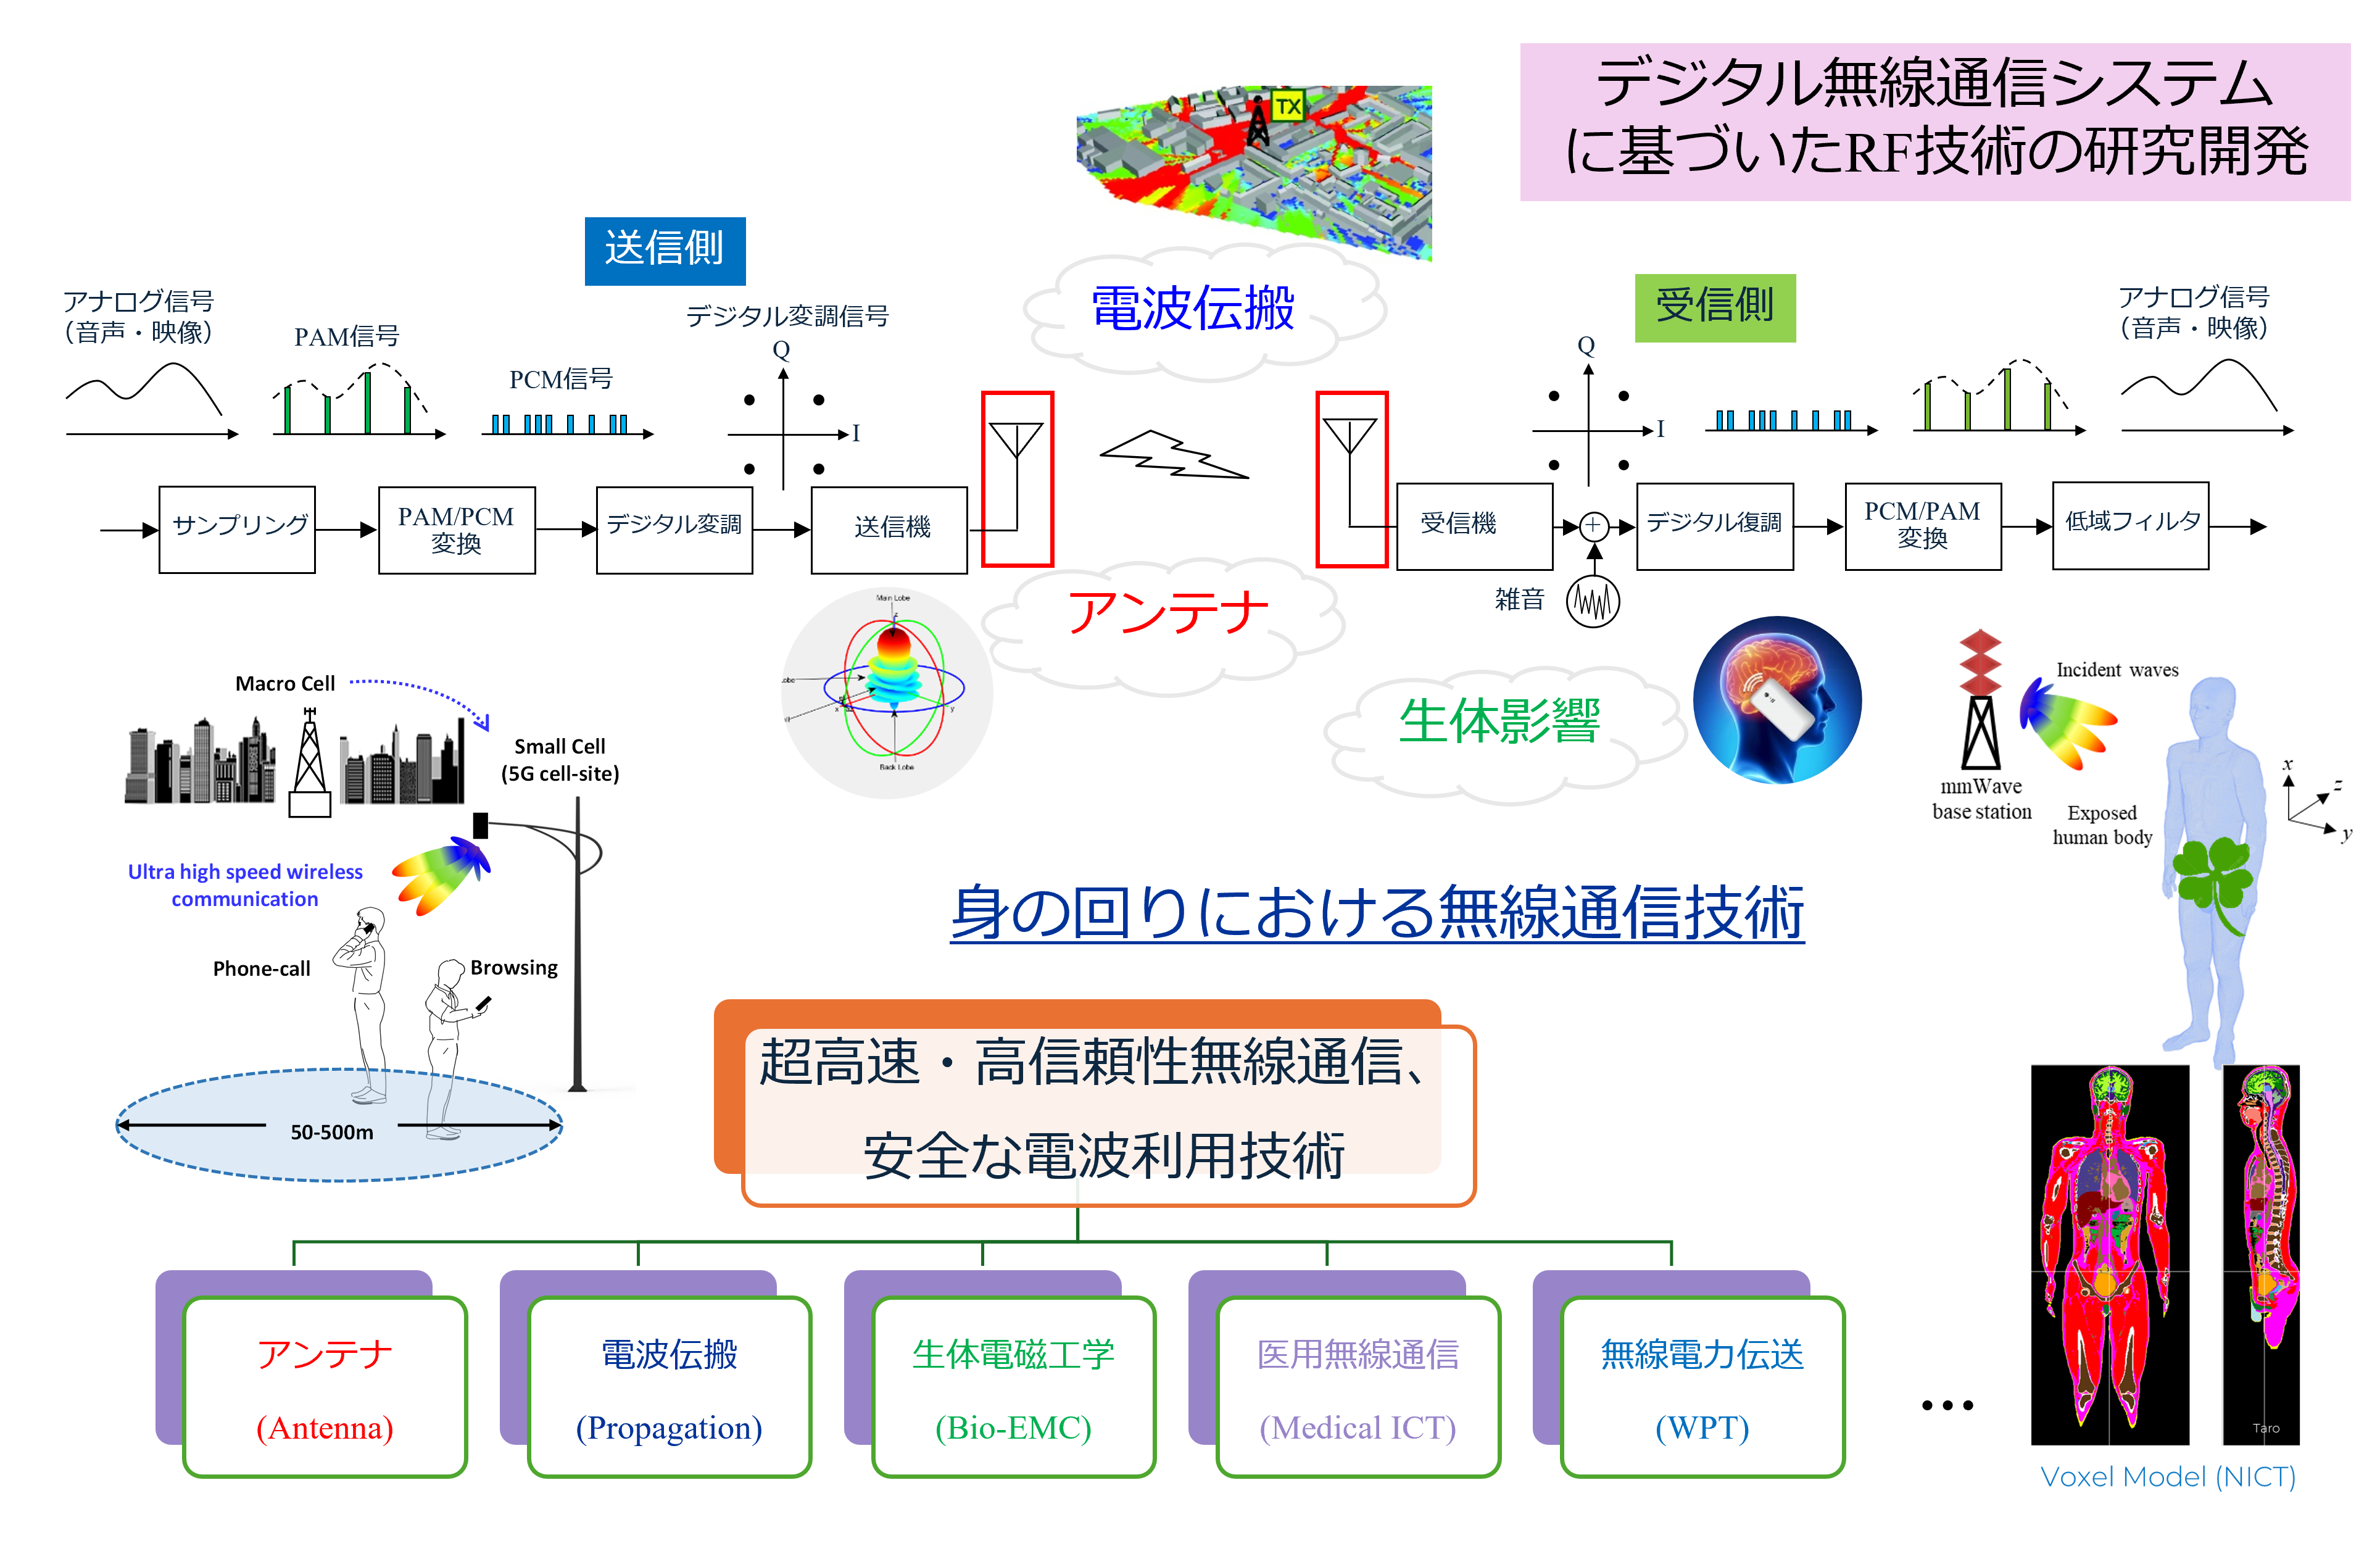 デジタル無線通信システム
に基づいたRF技術の研究開発
TX
送信側
電波伝搬
受信側
アナログ信号
（音声・映像）
PAM信号
PCM信号
デジタル変調信号
Q
I
Q
I
アナログ信号
（音声・映像）
サンプリング
PAM/PCM
変換
デジタル変調
送信機
受信機
+
デジタル復調
PCM/PAM
変換
低域フィルタ
雑音
アンテナ
生体影響
Main Lobe
z
x
y
Back Lobe
Macro Cell
Small Cell
(5G cell-site)
Ultra high speed wireless
communication
Phone-call
Browsing
50-500m
Incident waves
mmWave
base station
Exposed
human body
x
z
y
身の回りにおける無線通信技術
超高速・高信頼性無線通信、
安全な電波利用技術
アンテナ
(Antenna)
電波伝搬
(Propagation)
生体電磁工学
(Bio-EMC)
医用無線通信
(Medical ICT)
無線電力伝送
(WPT)
…
Taro
Voxel Model (NICT)